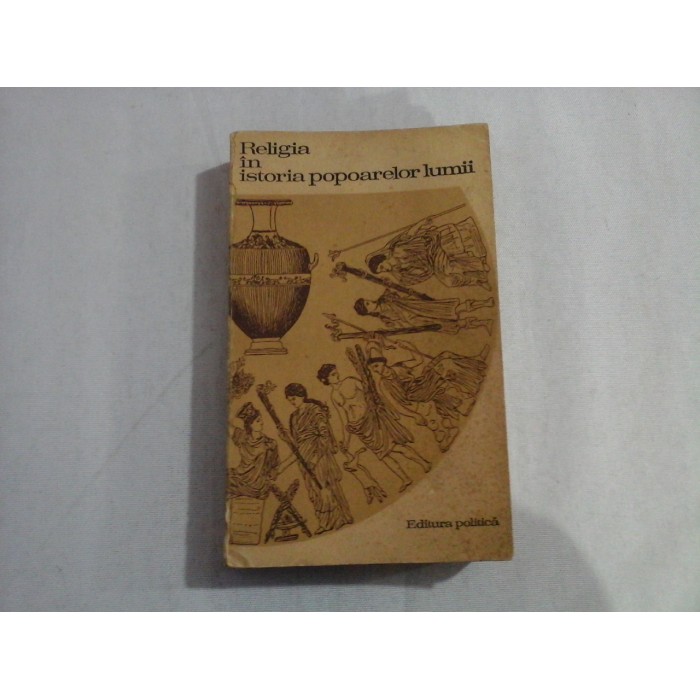 Religia
în
istoria popoarelor lumii
Editura politică